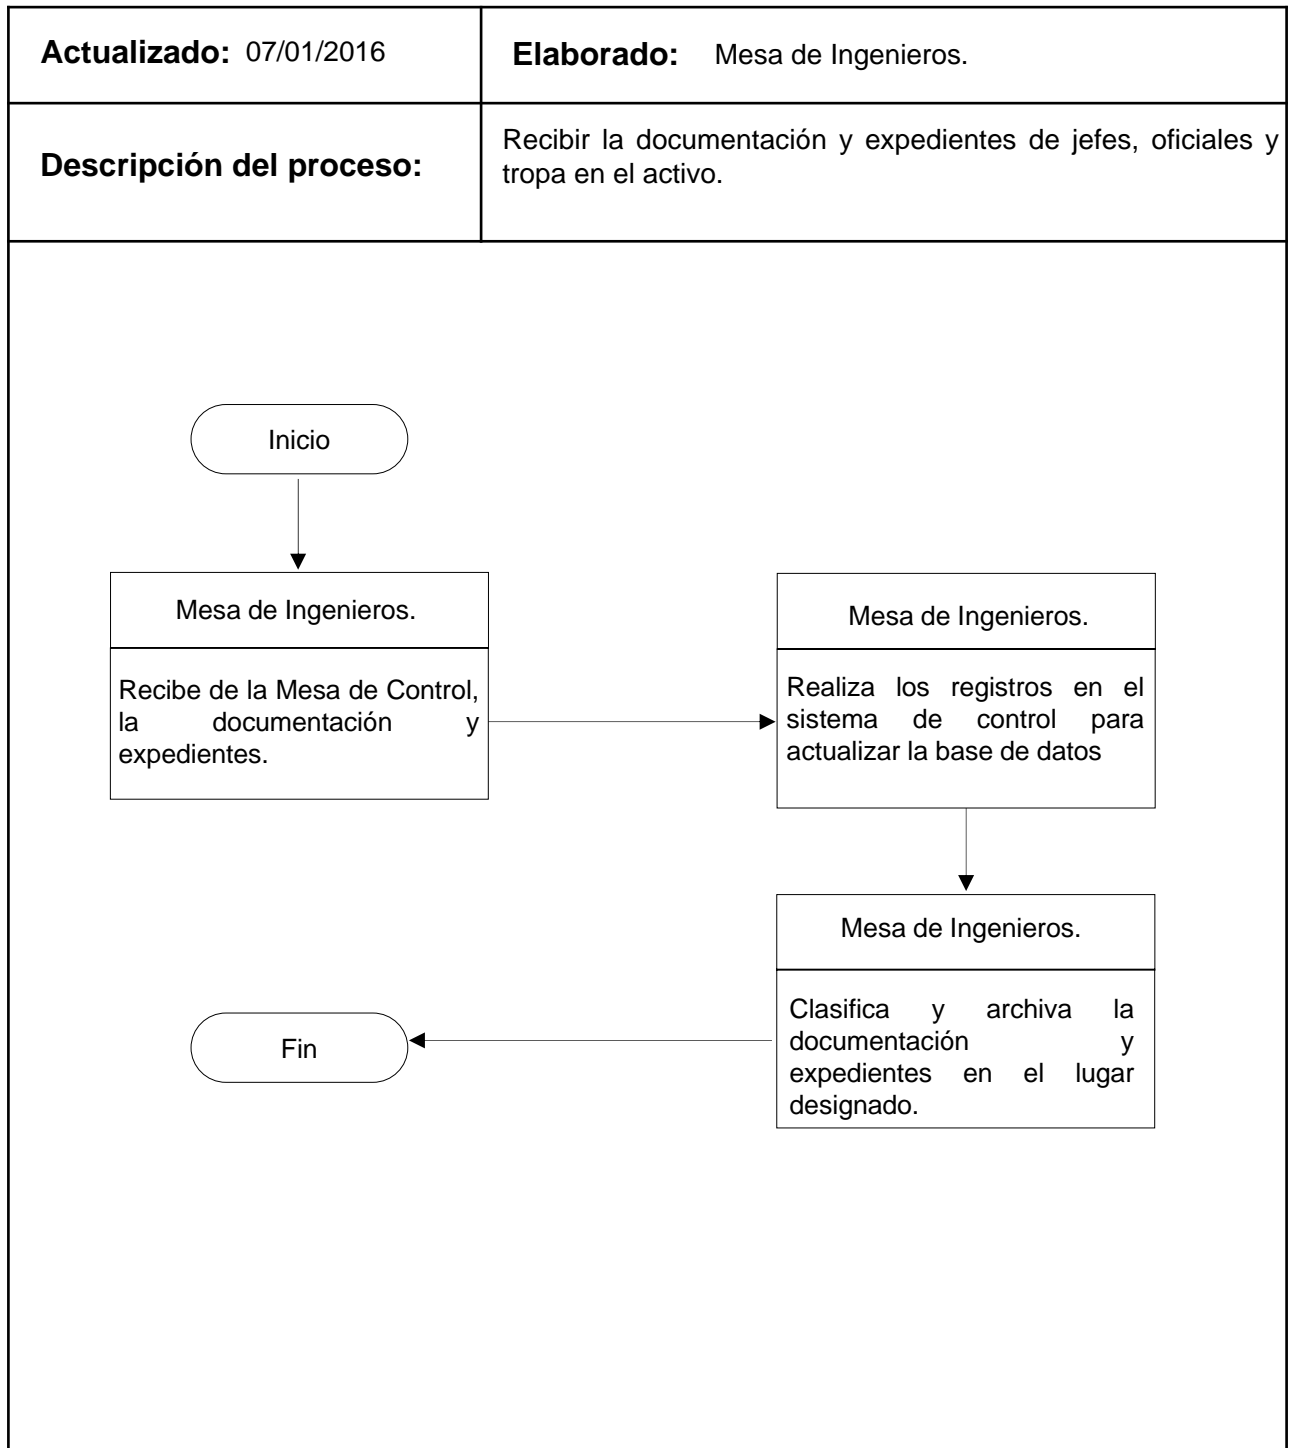 Actualizado: 07/01/2016
Elaborado: Mesa de Ingenieros.
Descripción del proceso:
Recibir la documentación y expedientes de jefes, oficiales y
tropa en el activo.
Inicio
Mesa de Ingenieros.
Recibe de la Mesa de Control,
la documentación y
expedientes.
Mesa de Ingenieros.
Realiza los registros en el
sistema de control para
actualizar la base de datos
Mesa de Ingenieros.
Clasifica y archiva la
documentación y
expedientes en el lugar
designado.
Fin